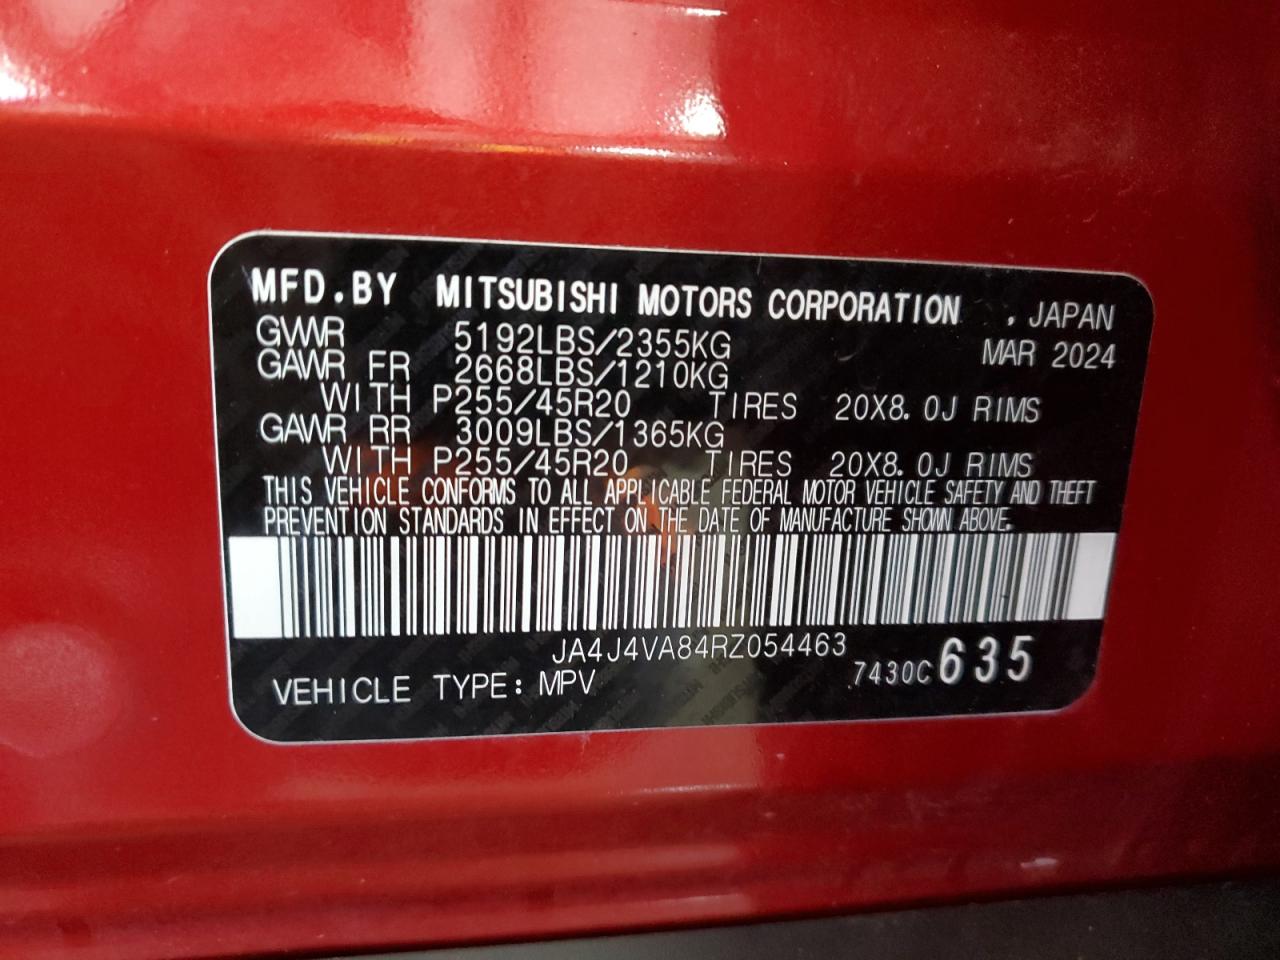 MFD.BY MITSUBISHI MOTORS CORPORATION , JAPAN
GVWR 5192LBS/2355KG MAR 2024
GAWR FR 2668LBS/1210KG
WITH P255/45R20 TIRES 20X8.0J RIMS
GAWR RR 3009LBS/1365KG
WITH P255/45R20 TIRES 20X8.0J RIMS
THIS VEHICLE CONFORMS TO ALL APPLICABLE FEDERAL MOTOR VEHICLE SAFETY AND THEFT
PREVENTION STANDARDS IN EFFECT ON THE DATE OF MANUFACTURE SHOWN ABOVE.
JA4J4VA84RZ054463
VEHICLE TYPE: MPV 7430C 635